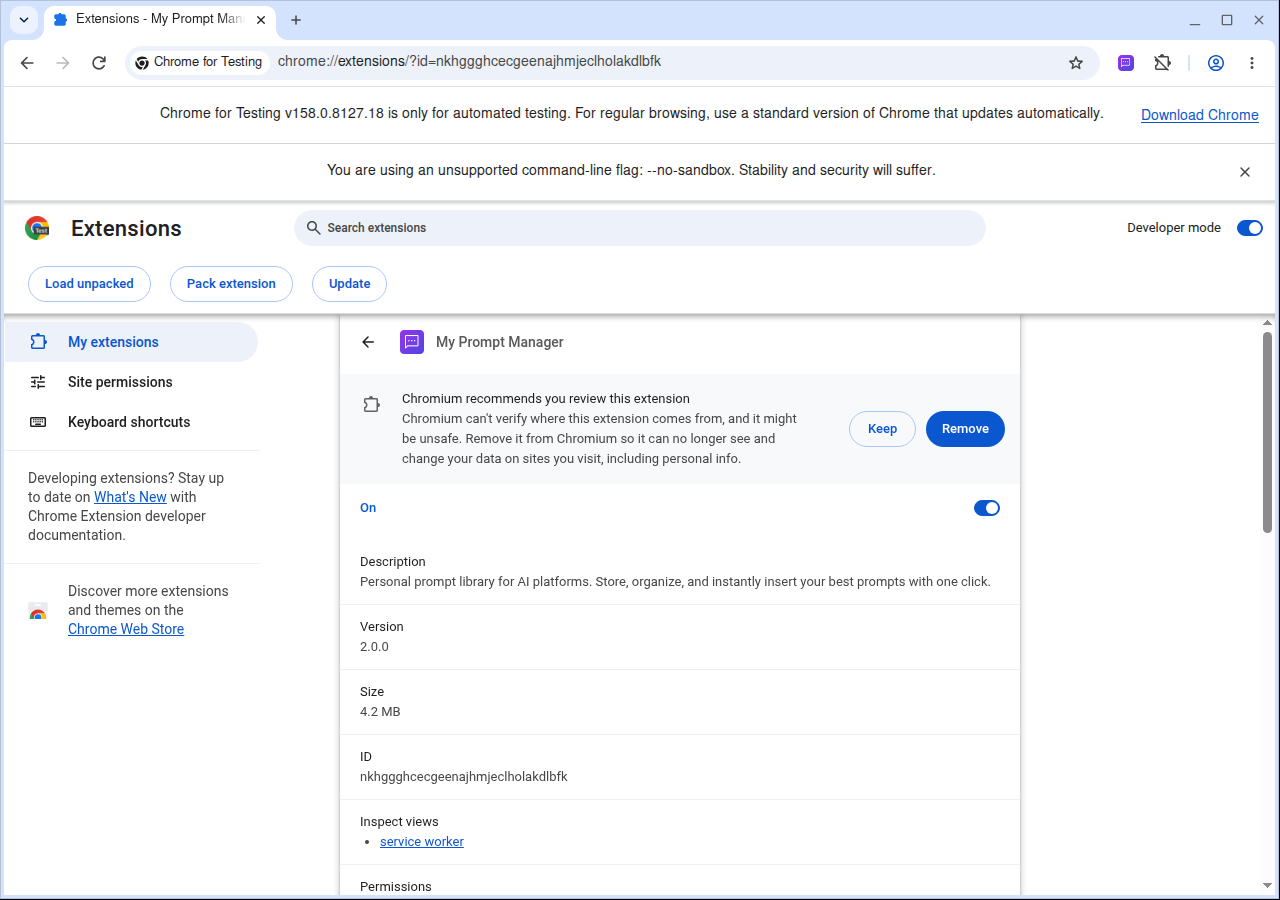 Extensions - My Prompt Man
Chrome for Testing
chrome://extensions/?id=nkhggghcecgeenajhmjeclholakdlbfk
Chrome for Testing v158.0.8127.18 is only for automated testing. For regular browsing, use a standard version of Chrome that updates automatically.
Download Chrome
You are using an unsupported command-line flag: --no-sandbox. Stability and security will suffer.
Extensions
Search extensions
Developer mode
Load unpacked
Pack extension
Update
My extensions
Site permissions
Keyboard shortcuts
Developing extensions? Stay up
to date on What's New with
Chrome Extension developer
documentation.
Discover more extensions
and themes on the
Chrome Web Store
My Prompt Manager
Chromium recommends you review this extension
Chromium can't verify where this extension comes from, and it might
be unsafe. Remove it from Chromium so it can no longer see and
change your data on sites you visit, including personal info.
Keep
Remove
On
Description
Personal prompt library for AI platforms. Store, organize, and instantly insert your best prompts with one click.
Version
2.0.0
Size
4.2 MB
ID
nkhggghcecgeenajhmjeclholakdlbfk
Inspect views
• service worker
Permissions